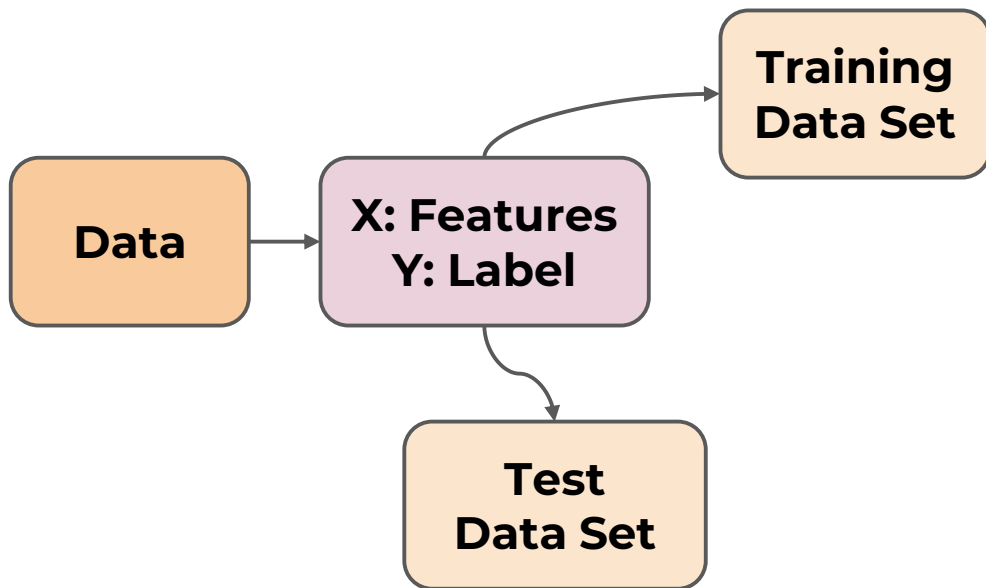 Training
Data Set
Data
X: Features
Y: Label
Test
Data Set